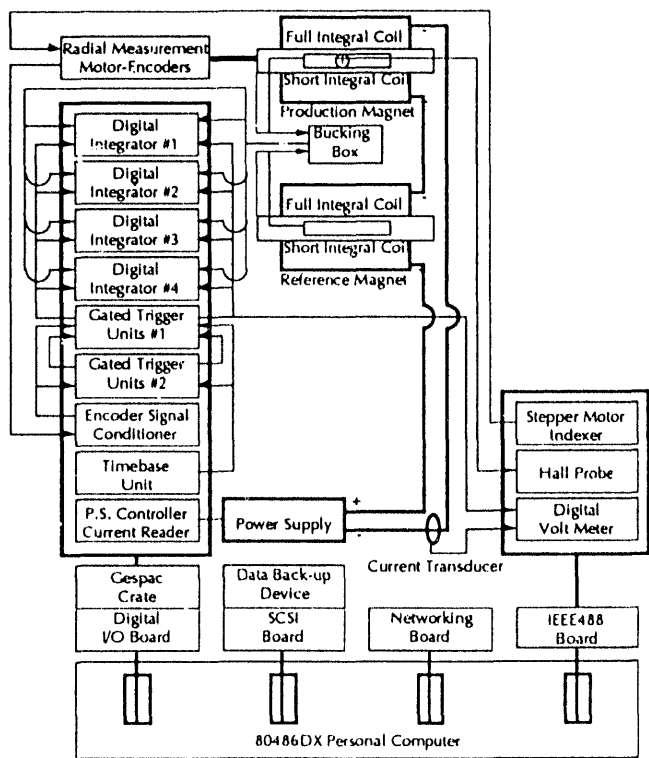 Radial Measurement
Motor-Encoders
Full Integral Coil
Short Integral Coil
Production Magnet
Bucking
Box
Full Integral Coil
Short Integral Coil
Reference Magnet
Digital
Integrator #1
Digital
Integrator #2
Digital
Integrator #3
Digital
Integrator #4
Gated Trigger
Units #1
Gated Trigger
Units #2
Encoder Signal
Conditioner
Timebase
Unit
P.S. Controller
Current Reader
Power Supply
+
-
Current Transducer
Stepper Motor
Indexer
Hall Probe
Digital
Volt Meter
Gespac
Crate
Digital
I/O Board
Data Back-up
Device
SCSI
Board
Networking
Board
IEEE488
Board
80486DX Personal Computer